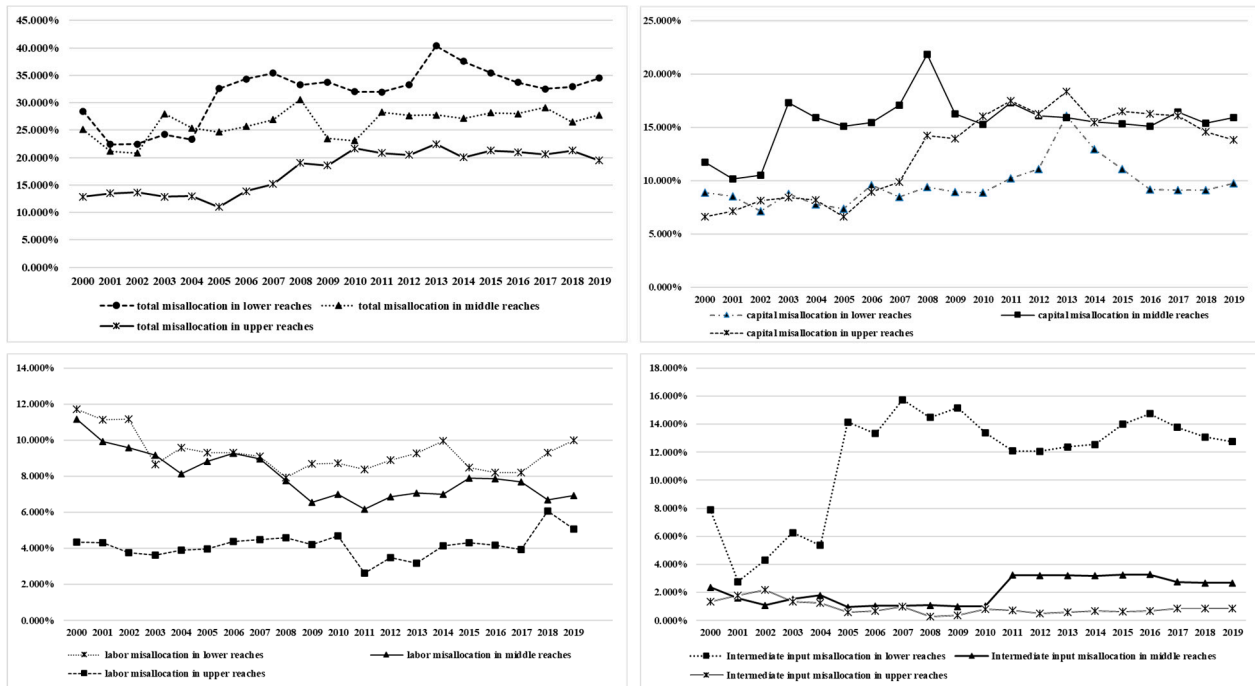 45.000%
40.000%
35.000%
30.000%
25.000%
20.000%
15.000%
10.000%
5.000%
0.000%
2000 2001 2002 2003 2004 2005 2006 2007 2008 2009 2010 2011 2012 2013 2014 2015 2016 2017 2018 2019
total misallocation in lower reaches total misallocation in middle reaches
total misallocation in upper reaches
25.000%
20.000%
15.000%
10.000%
5.000%
0.000%
2000 2001 2002 2003 2004 2005 2006 2007 2008 2009 2010 2011 2012 2013 2014 2015 2016 2017 2018 2019
capital misallocation in lower reaches capital misallocation in middle reaches
capital misallocation in upper reaches
14.000%
12.000%
10.000%
8.000%
6.000%
4.000%
2.000%
0.000%
2000 2001 2002 2003 2004 2005 2006 2007 2008 2009 2010 2011 2012 2013 2014 2015 2016 2017 2018 2019
labor misallocation in lower reaches labor misallocation in middle reaches
labor misallocation in upper reaches
18.000%
16.000%
14.000%
12.000%
10.000%
8.000%
6.000%
4.000%
2.000%
0.000%
2000 2001 2002 2003 2004 2005 2006 2007 2008 2009 2010 2011 2012 2013 2014 2015 2016 2017 2018 2019
Intermediate input misallocation in lower reaches Intermediate input misallocation in middle reaches
Intermediate input misallocation in upper reaches